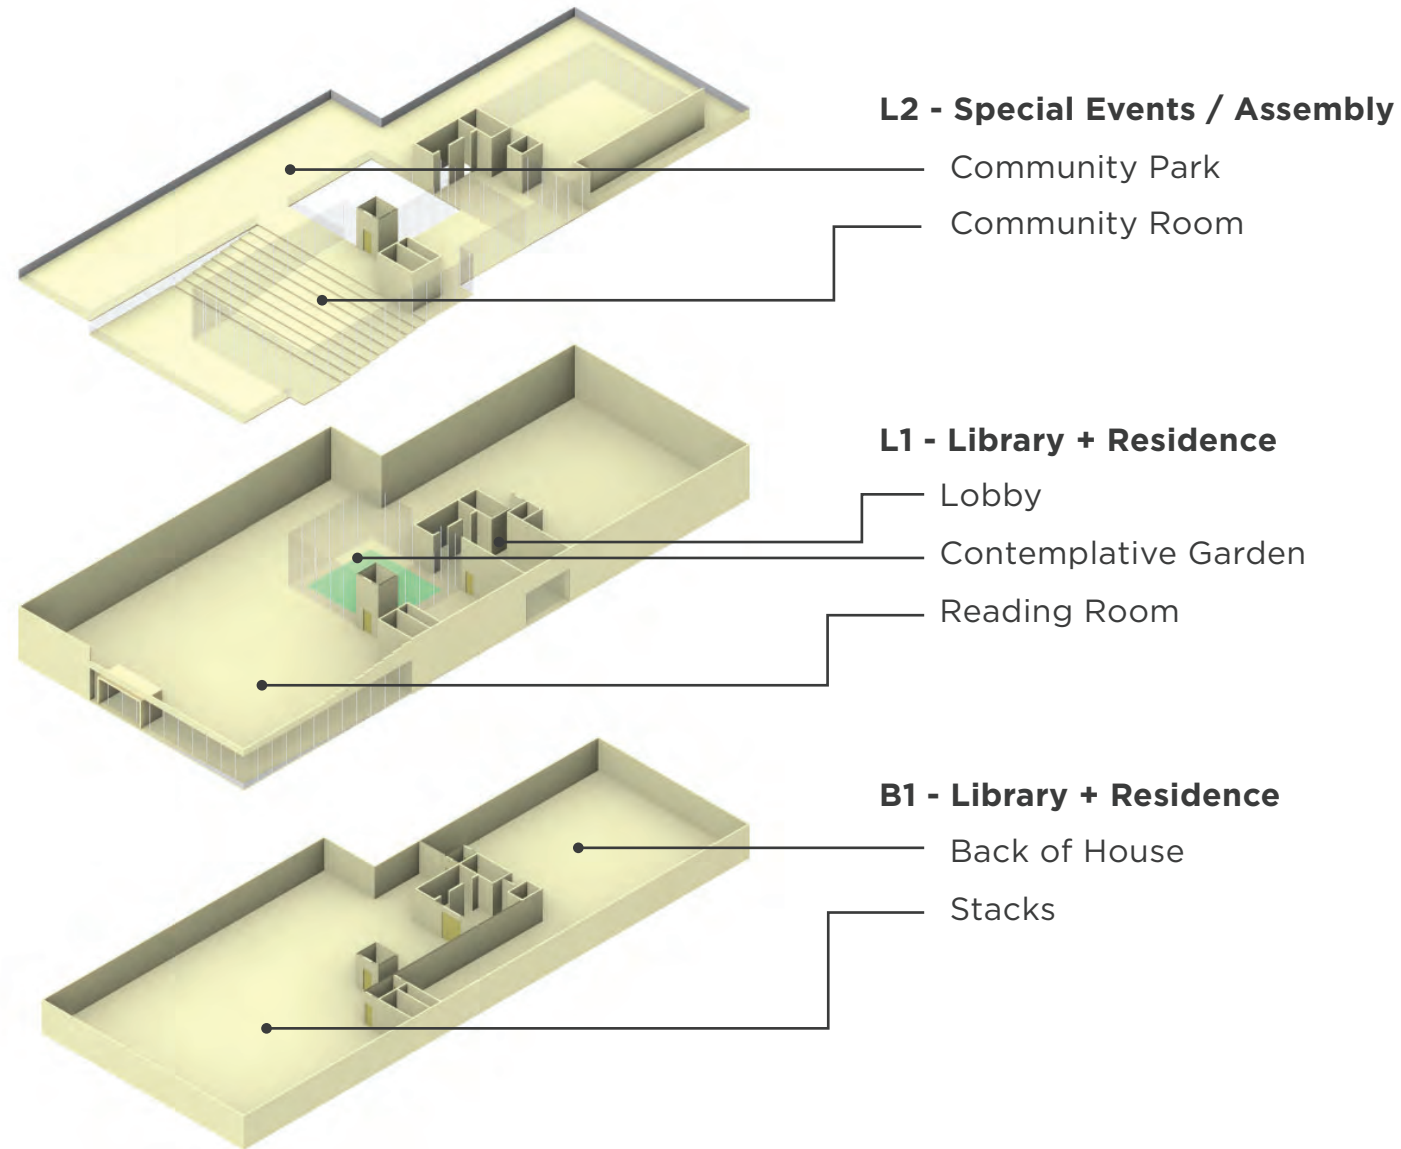 L2 - Special Events / Assembly
Community Park
Community Room
L1 - Library + Residence
Lobby
Contemplative Garden
Reading Room
B1 - Library + Residence
Back of House
Stacks